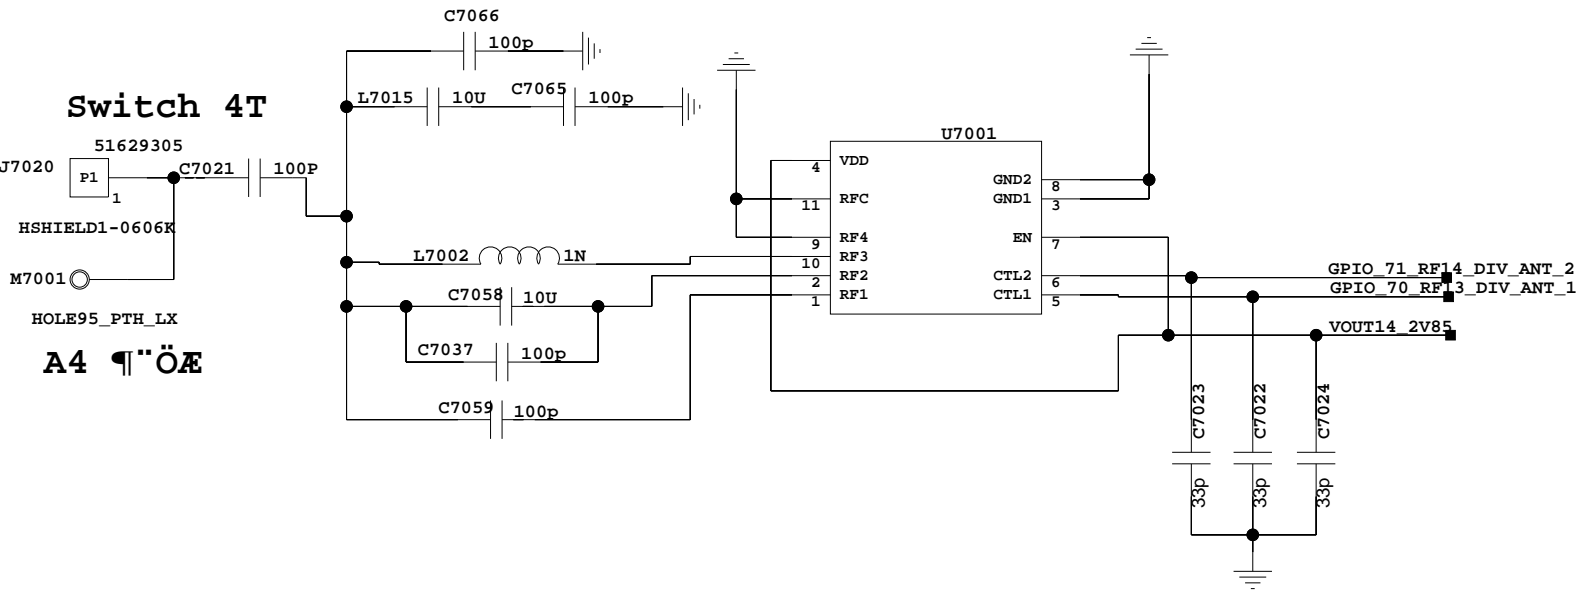 C7066
100p
L7015
10U
C7065
100p
Switch 4T
51629305
J7020
P1
1
C7021
100P
HSHIELD1-0606K
M7001
HOLE95_PTH_LX
A4 ¶¨ÖÆ
L7002
1N
C7058
10U
C7037
100p
C7059
100p
U7001
4
VDD
11
RFC
9
RF4
10
RF3
2
RF2
1
RF1
GND2
8
GND1
3
EN
7
CTL2
6
CTL1
5
GPIO_71_RF14_DIV_ANT_2
GPIO_70_RF13_DIV_ANT_1
VOUT14_2V85
C7023
33p
C7022
33p
C7024
33p